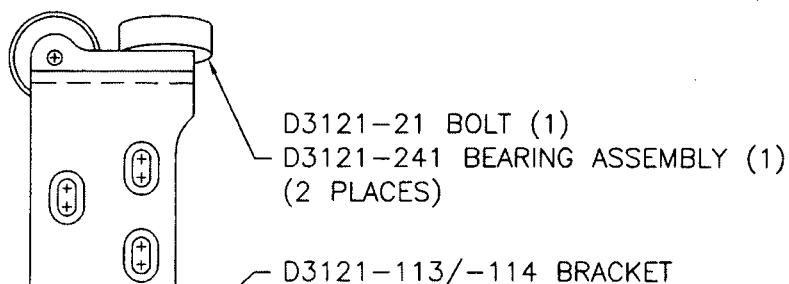 D3121-21 BOLT (1)
D3121-241 BEARING ASSEMBLY (1)
(2 PLACES)
D3121-113/-114 BRACKET